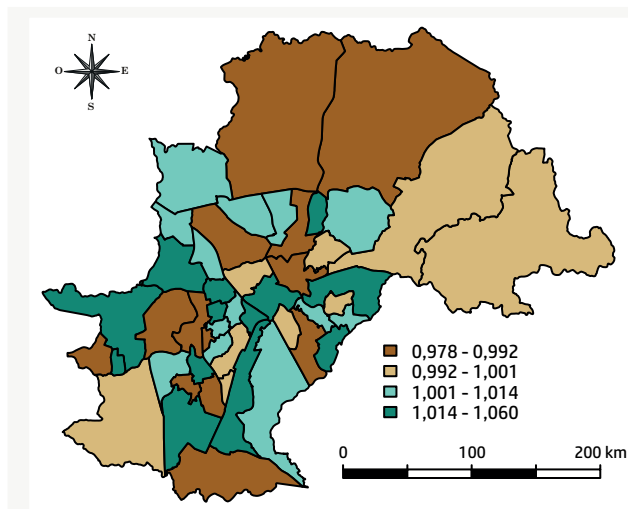 N
O E
S
0,978 - 0,992
0,992 - 1,001
1,001 - 1,014
1,014 - 1,060
0 100 200 km